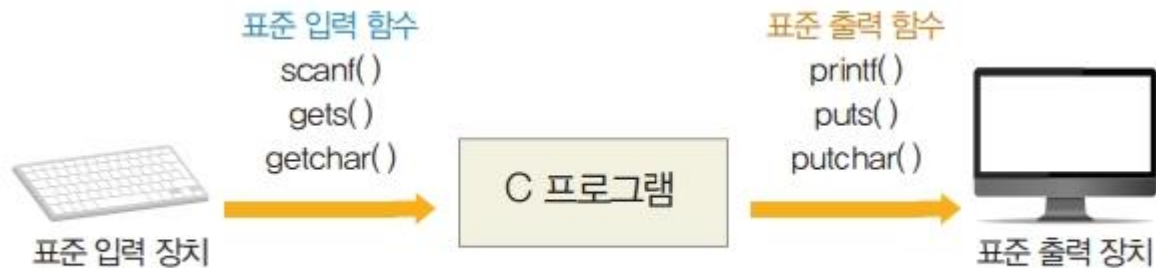 표준 입력 함수
scanf( )
gets( )
getchar( )
표준 입력 장치
C 프로그램
표준 출력 함수
printf( )
puts( )
putchar( )
표준 출력 장치